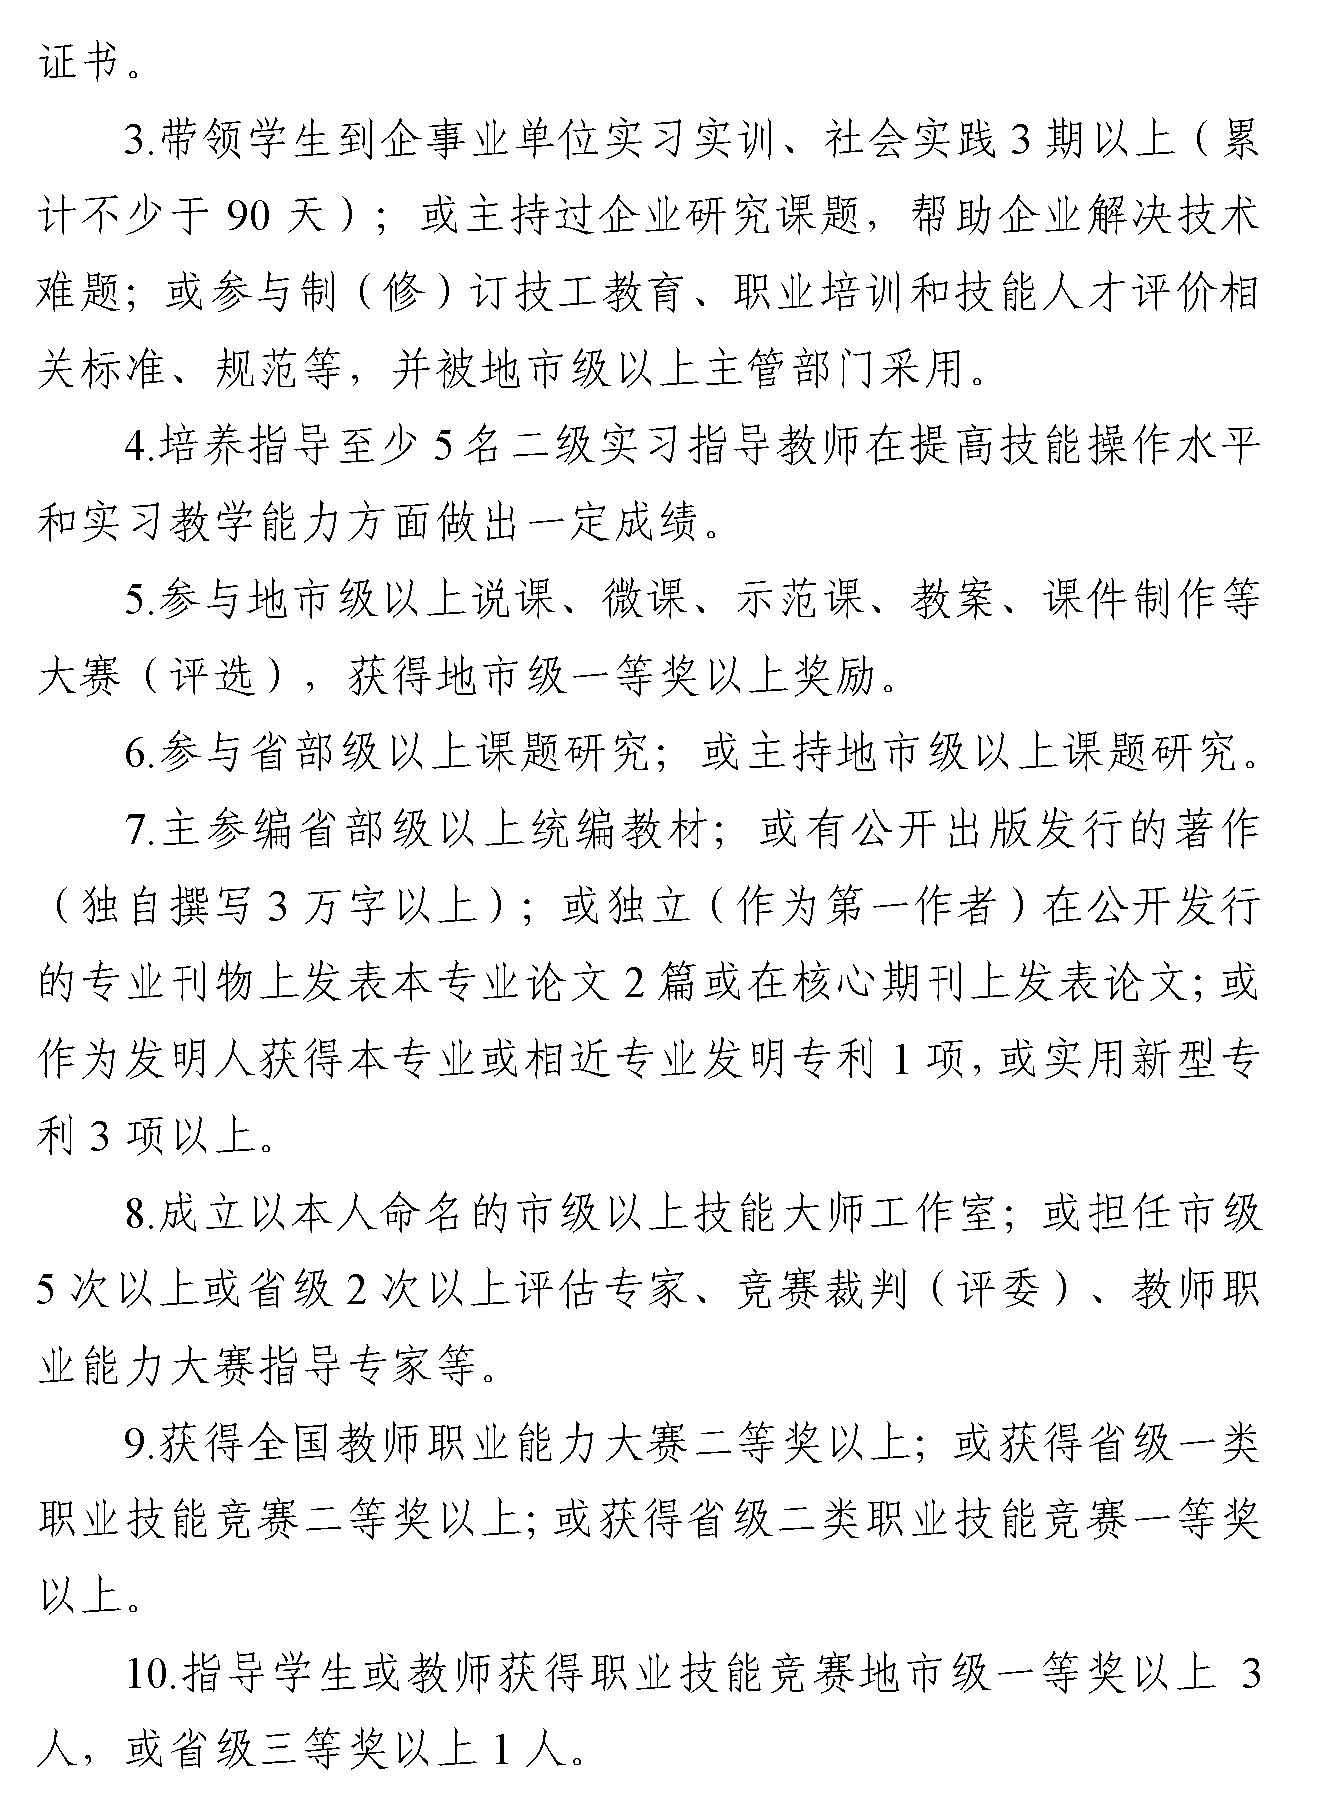 证书。
3.带领学生到企事业单位实习实训、社会实践 3 期以上（累
计不少于 90 天）；或主持过企业研究课题，帮助企业解决技术
难题；或参与制（修）订技工教育、职业培训和技能人才评价相
关标准、规范等，并被地市级以上主管部门采用。
4.培养指导至少 5 名二级实习指导教师在提高技能操作水平
和实习教学能力方面做出一定成绩。
5.参与地市级以上说课、微课、示范课、教案、课件制作等
大赛（评选），获得地市级一等奖以上奖励。
6.参与省部级以上课题研究；或主持地市级以上课题研究。
7.主参编省部级以上统编教材；或有公开出版发行的著作
（独自撰写 3 万字以上）；或独立（作为第一作者）在公开发行
的专业刊物上发表本专业论文 2 篇或在核心期刊上发表论文；或
作为发明人获得本专业或相近专业发明专利 1 项，或实用新型专
利 3 项以上。
8.成立以本人命名的市级以上技能大师工作室；或担任市级
5 次以上或省级 2 次以上评估专家、竞赛裁判（评委）、教师职
业能力大赛指导专家等。
9.获得全国教师职业能力大赛二等奖以上；或获得省级一类
职业技能竞赛二等奖以上；或获得省级二类职业技能竞赛一等奖
以上。
10.指导学生或教师获得职业技能竞赛地市级一等奖以上 3
人，或省级三等奖以上 1 人。